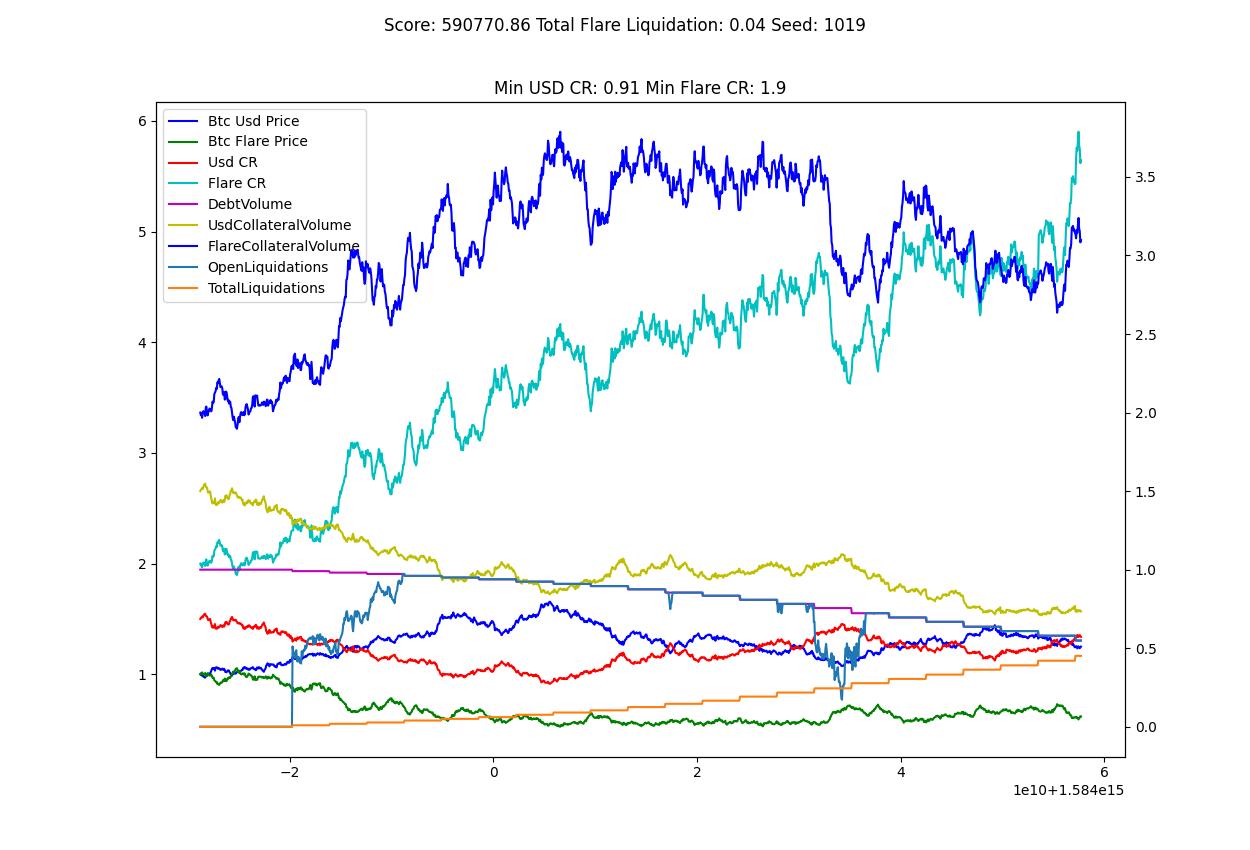 Score: 590770.86 Total Flare Liquidation: 0.04 Seed: 1019
Min USD CR: 0.91 Min Flare CR: 1.9
Btc Usd Price
Btc Flare Price
Usd CR
Flare CR
DebtVolume
UsdCollateralVolume
FlareCollateralVolume
OpenLiquidations
TotalLiquidations
6
5
4
3
2
1
3.5
3.0
2.5
2.0
1.5
1.0
0.5
0.0
−2 0 2 4 6
1e10+1.584e15